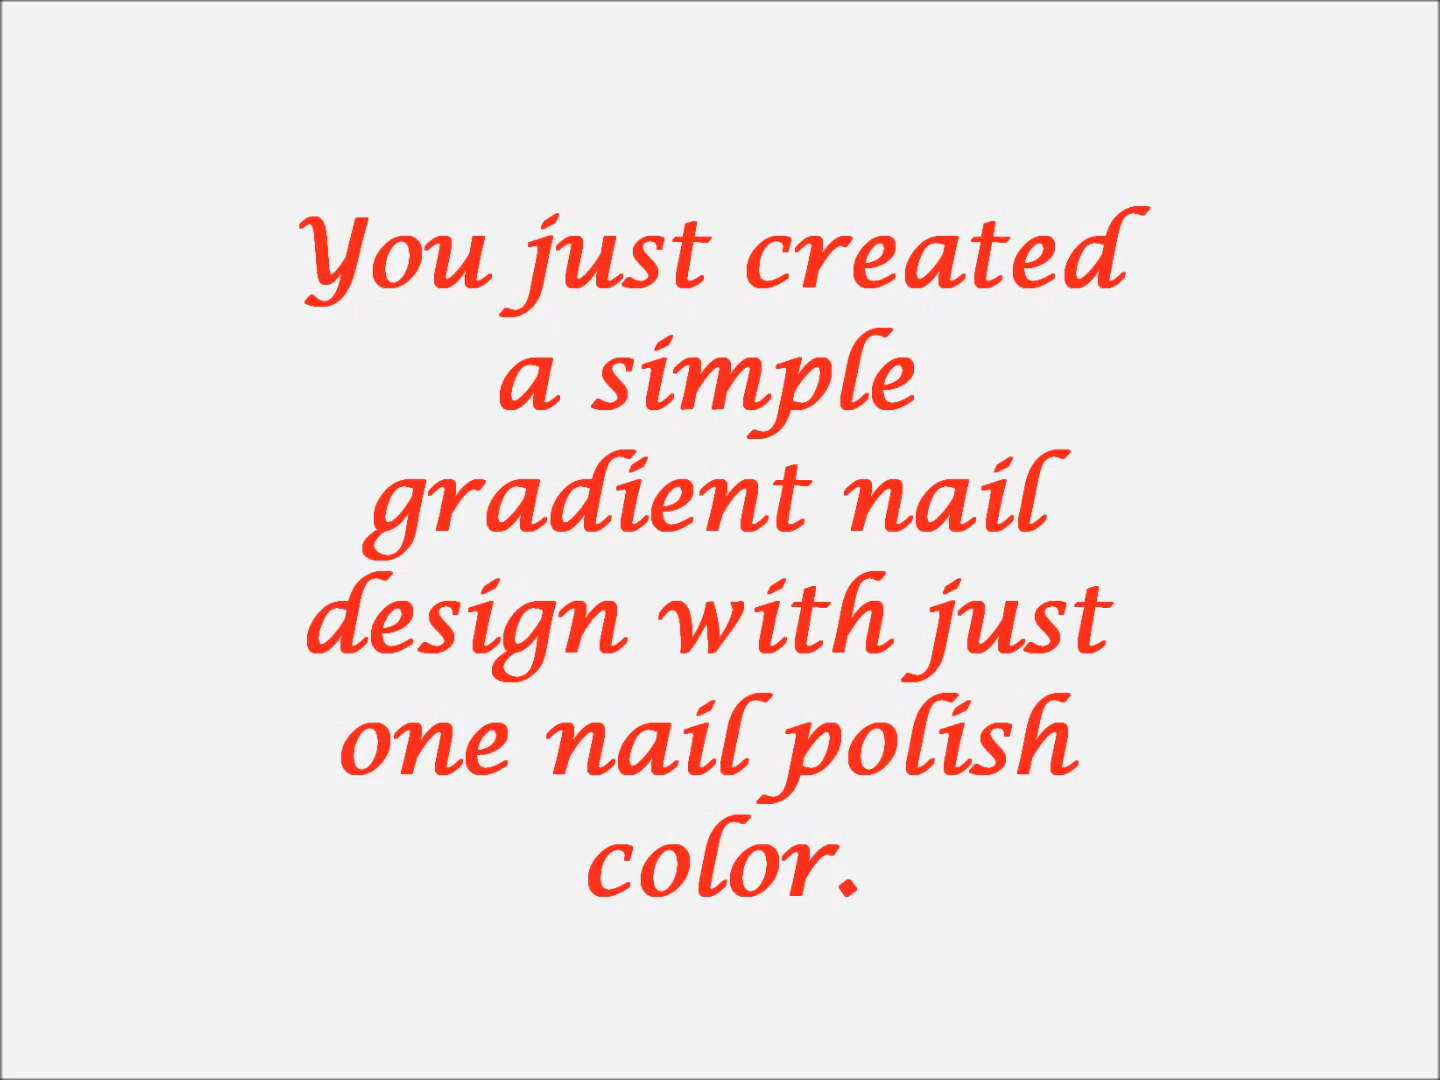 You just created
a simple
gradient nail
design with just
one nail polish
color.